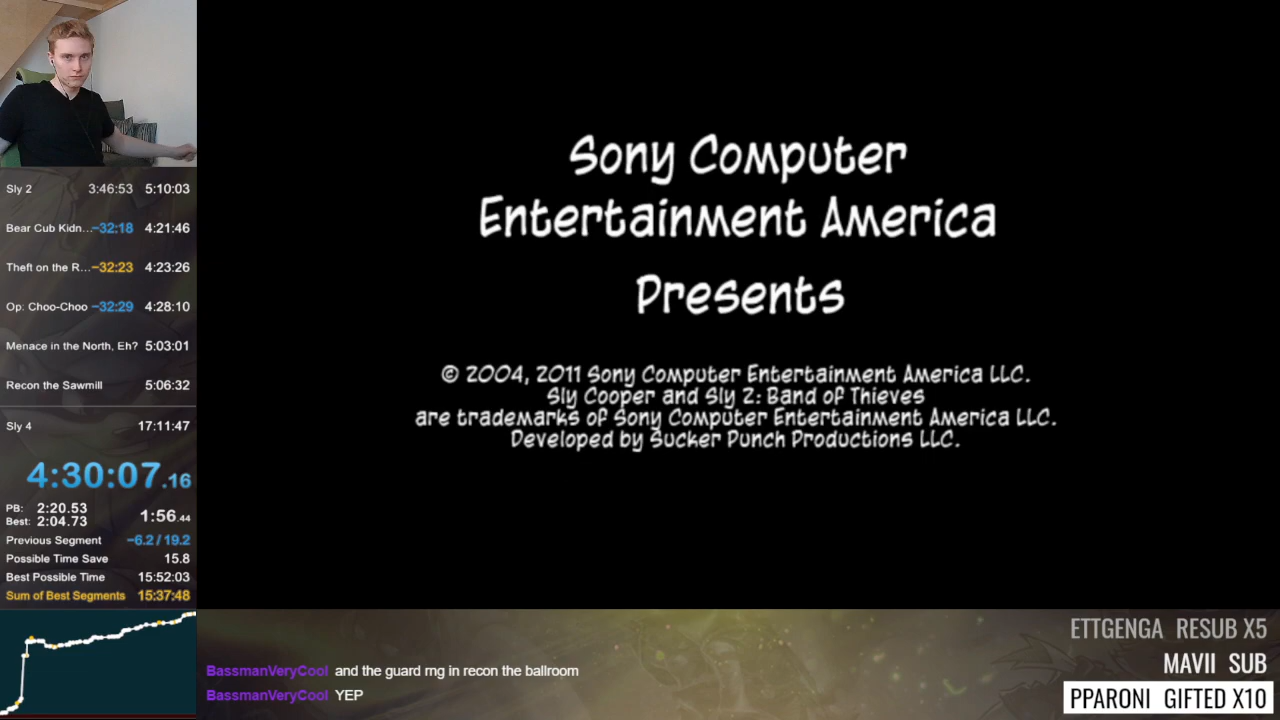 Sly 2 3:46:53 5:10:03
Bear Cub Kidn... -32:18 4:21:46
Theft on the R... -32:23 4:23:26
Op: Choo-Choo -32:29 4:28:10
Menace in the North, Eh? 5:03:01
Recon the Sawmill 5:06:32
Sly 4 17:11:47
4:30:07.16
PB: 2:20.53
Best: 2:04.73 1:56.44
Previous Segment -6.2 / 19.2
Possible Time Save 15.8
Best Possible Time 15:52:03
Sum of Best Segments 15:37:48
Sony Computer
Entertainment America
Presents
© 2004, 2011 Sony Computer Entertainment America LLC.
Sly Cooper and Sly 2: Band of Thieves
are trademarks of Sony Computer Entertainment America LLC.
Developed by Sucker Punch Productions LLC.
BassmanVeryCool and the guard rng in recon the ballroom
BassmanVeryCool YEP
ETTGENGA RESUB X5
MAVII SUB
PPARONI GIFTED X10